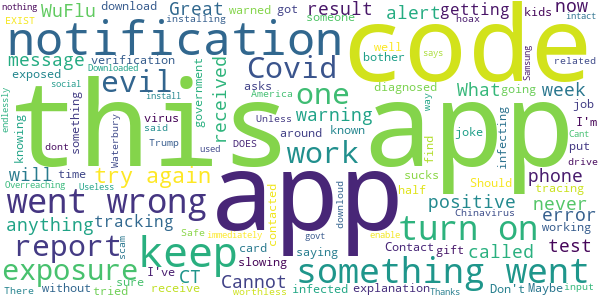 nothing download Great result alert getting kids now
EXIST WuFlu installing warned got someone hoax intact
notification code
message verification Covid well says Samsung
exposed Downloaded evil received government bother diagnosed related
endlessly social install asks one What going week
knowing something virus America warning around known joke way job
dont Waterbury said DOES Unless infecting I'm
this app
will time Trump used work find Cant put drive
Overreaching Useless try again sucks Should phone
went wrong app half tracing never
anything tracking contacted download positive error
report scam Safe immediately keep turn on working
card govt Chinavirus test
exposure I've CT Cannot slowing saying Contact gift called
There without sure tried receive worthless infected enable explanation something went Thanks Don't Maybe input